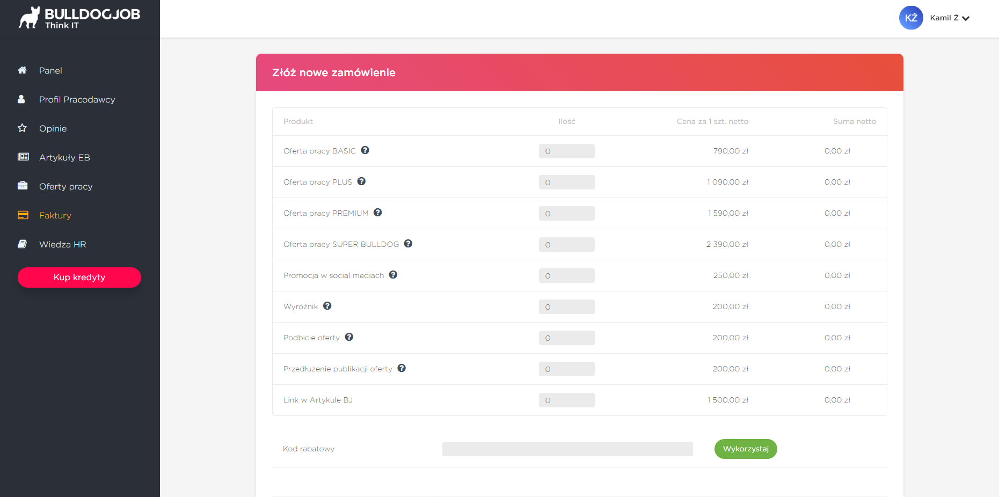 BULLDOGJOB
Think IT
KŻ
Kamil Ż
Panel
Profil Pracodawcy
Opinie
Artykuły EB
Oferty pracy
Faktury
Wiedza HR
Kup kredyty
Złóż nowe zamówienie
Produkt Ilość Cena za 1 szt. netto Suma netto
Oferta pracy BASIC ? 0 790,00 zł 0,00 zł
Oferta pracy PLUS ? 0 1 090,00 zł 0,00 zł
Oferta pracy PREMIUM ? 0 1 590,00 zł 0,00 zł
Oferta pracy SUPER BULLDOG ? 0 2 390,00 zł 0,00 zł
Promocja w social mediach ? 0 250,00 zł 0,00 zł
Wyróżnik ? 0 200,00 zł 0,00 zł
Podbicie oferty ? 0 200,00 zł 0,00 zł
Przedłużenie publikacji oferty ? 0 200,00 zł 0,00 zł
Link w Artykule BJ 0 1 500,00 zł 0,00 zł
Kod rabatowy Wykorzystaj